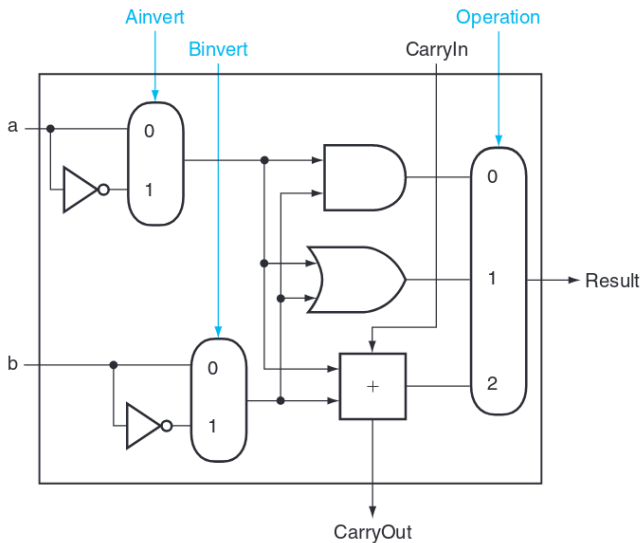 Ainvert
Operation
Binvert
CarryIn
a
0
1
0
1
Result
b
0
1
+
2
CarryOut